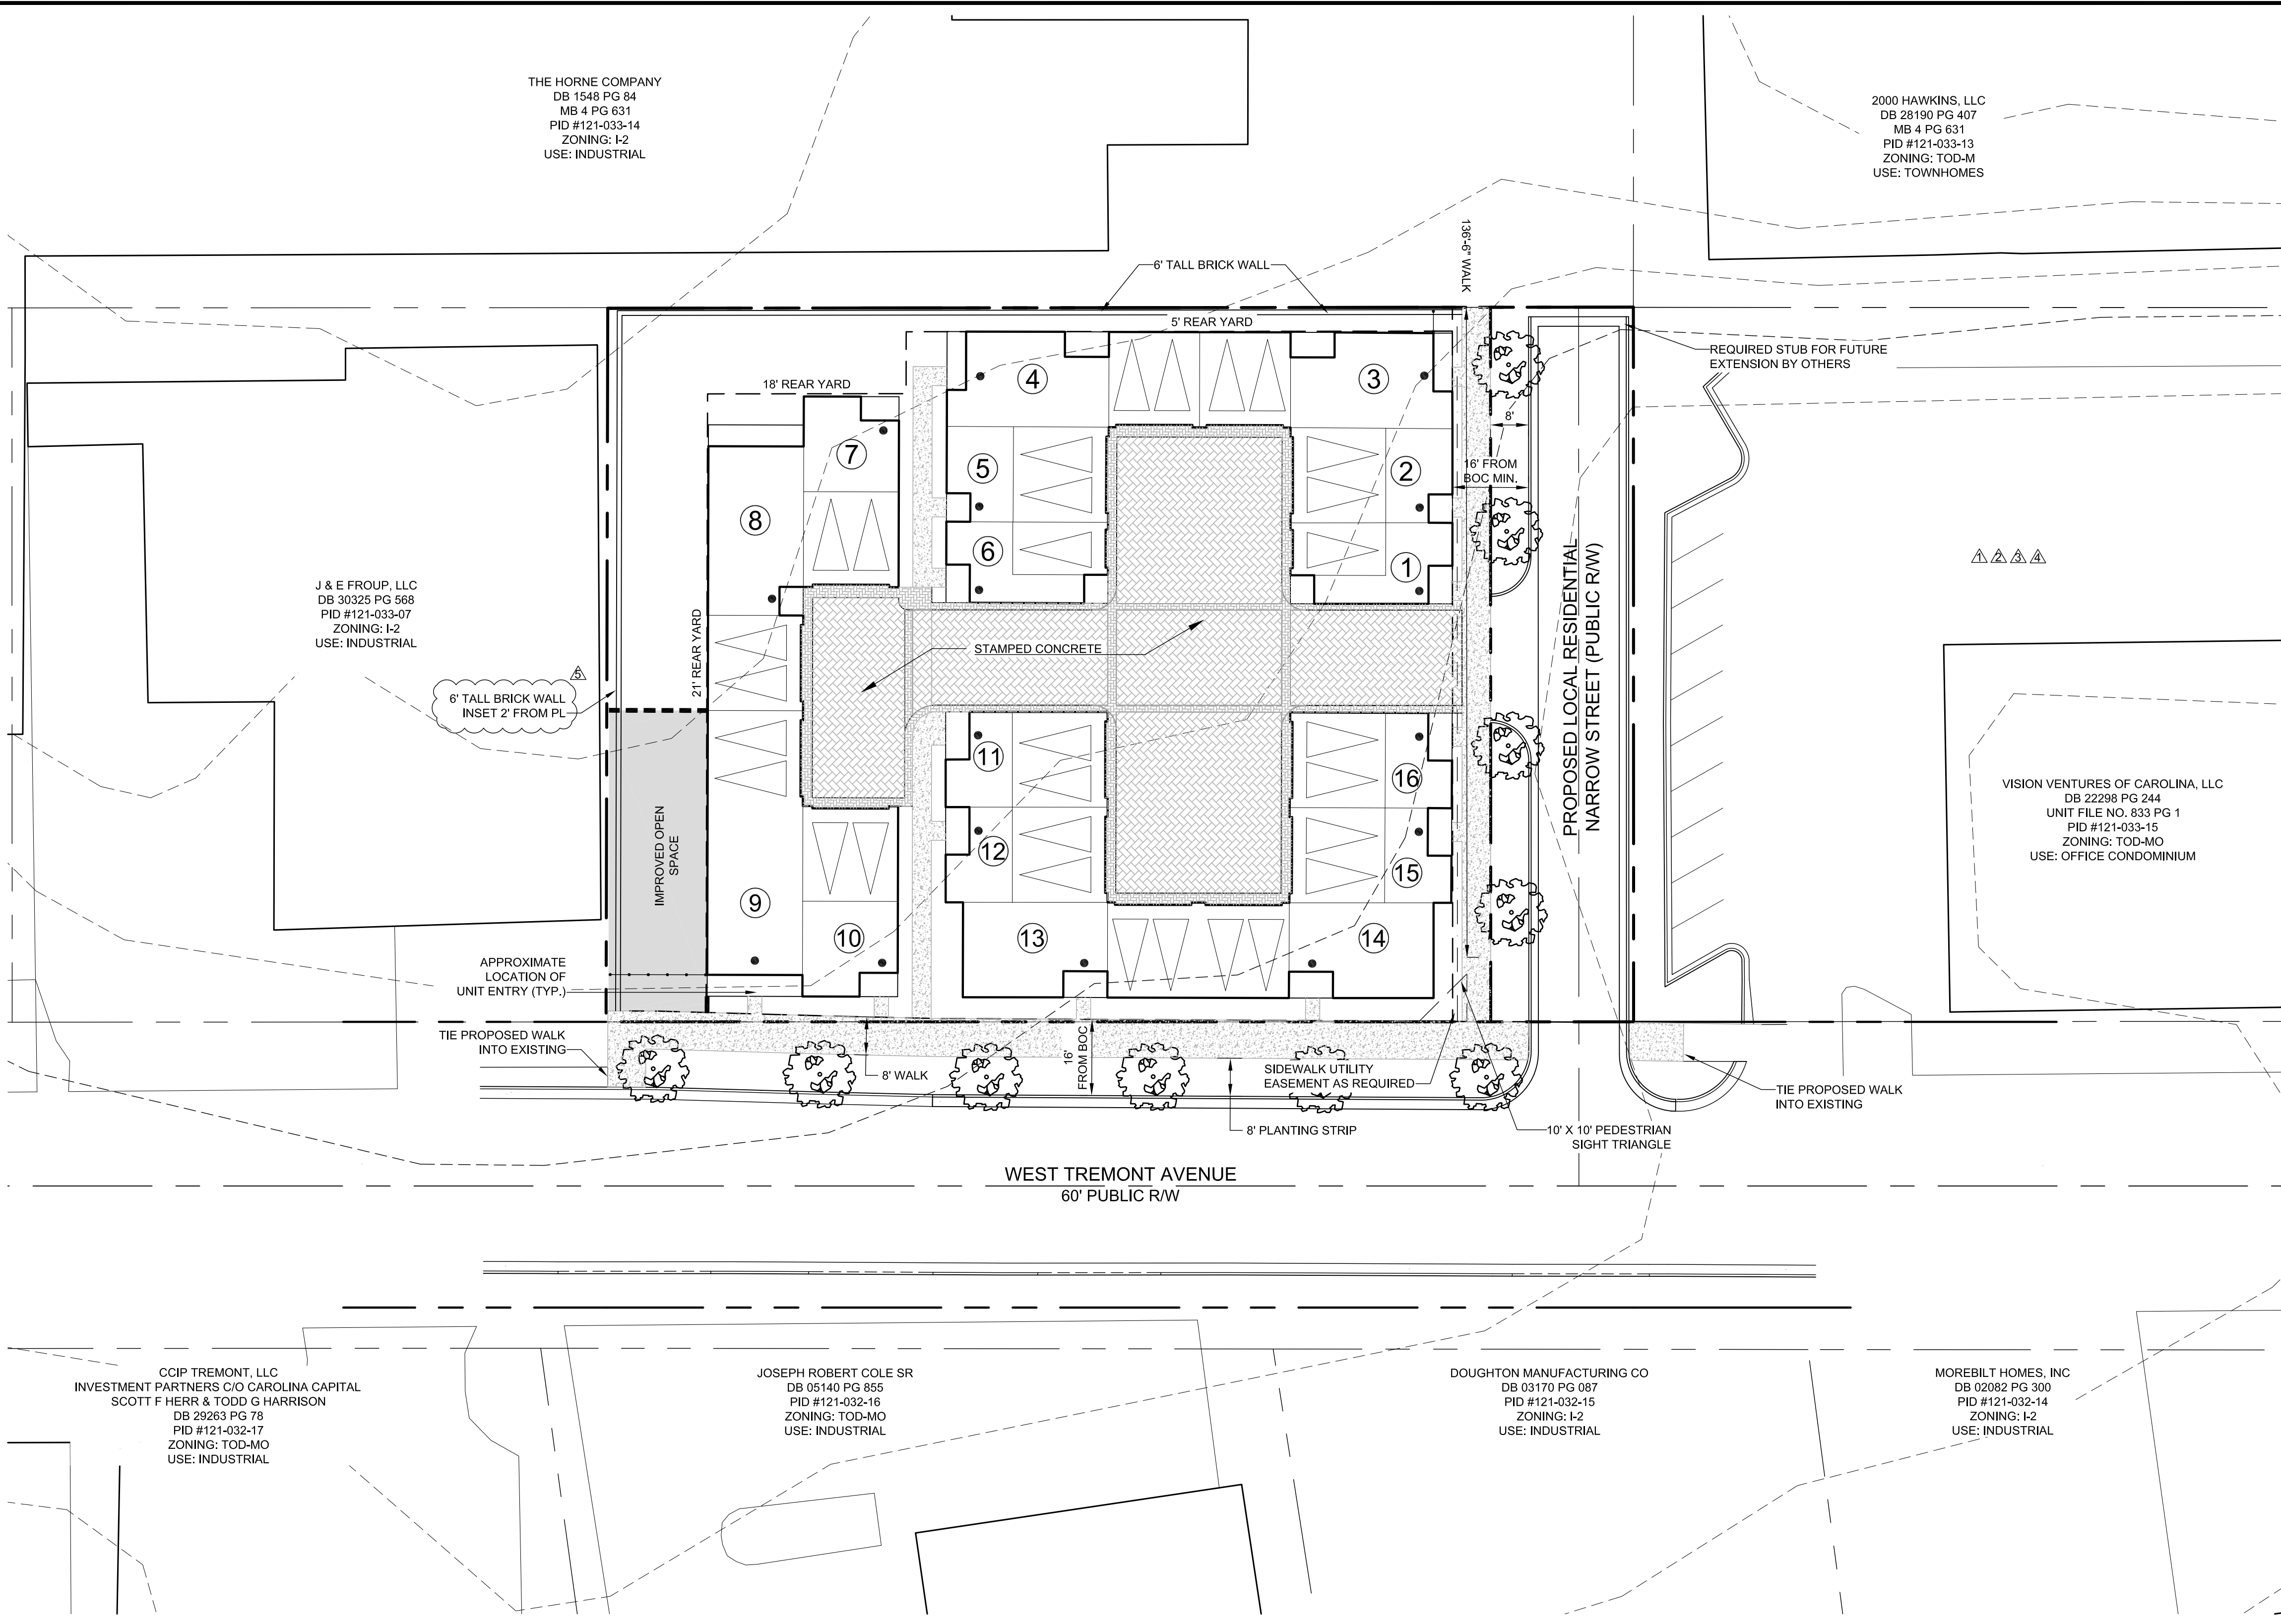 THE HORNE COMPANY
DB 1548 PG 84
MB 4 PG 631
PID #121-033-14
ZONING: I-2
USE: INDUSTRIAL
2000 HAWKINS, LLC
DB 28190 PG 407
MB 4 PG 631
PID #121-033-13
ZONING: TOD-M
USE: TOWNHOMES
136'-6" WALK
6' TALL BRICK WALL
5' REAR YARD
REQUIRED STUB FOR FUTURE
EXTENSION BY OTHERS
18' REAR YARD
4
3
8'
7
5
2
16' FROM
BOC MIN.
8
6
1
1 2 3 4
J & E FROUP, LLC
DB 30325 PG 568
PID #121-033-07
ZONING: I-2
USE: INDUSTRIAL
5
6' TALL BRICK WALL
INSET 2' FROM PL
21' REAR YARD
STAMPED CONCRETE
PROPOSED LOCAL RESIDENTIAL
NARROW STREET (PUBLIC R/W)
11
16
12
15
IMPROVED OPEN
SPACE
9
10
13
14
VISION VENTURES OF CAROLINA, LLC
DB 22298 PG 244
UNIT FILE NO. 833 PG 1
PID #121-033-15
ZONING: TOD-MO
USE: OFFICE CONDOMINIUM
APPROXIMATE
LOCATION OF
UNIT ENTRY (TYP.)
TIE PROPOSED WALK
INTO EXISTING
8' WALK
16'
FROM BOC
SIDEWALK UTILITY
EASEMENT AS REQUIRED
8' PLANTING STRIP
10' X 10' PEDESTRIAN
SIGHT TRIANGLE
TIE PROPOSED WALK
INTO EXISTING
WEST TREMONT AVENUE
60' PUBLIC R/W
CCIP TREMONT, LLC
INVESTMENT PARTNERS C/O CAROLINA CAPITAL
SCOTT F HERR & TODD G HARRISON
DB 29263 PG 78
PID #121-032-17
ZONING: TOD-MO
USE: INDUSTRIAL
JOSEPH ROBERT COLE SR
DB 05140 PG 855
PID #121-032-16
ZONING: TOD-MO
USE: INDUSTRIAL
DOUGHTON MANUFACTURING CO
DB 03170 PG 087
PID #121-032-15
ZONING: I-2
USE: INDUSTRIAL
MOREBILT HOMES, INC
DB 02082 PG 300
PID #121-032-14
ZONING: I-2
USE: INDUSTRIAL